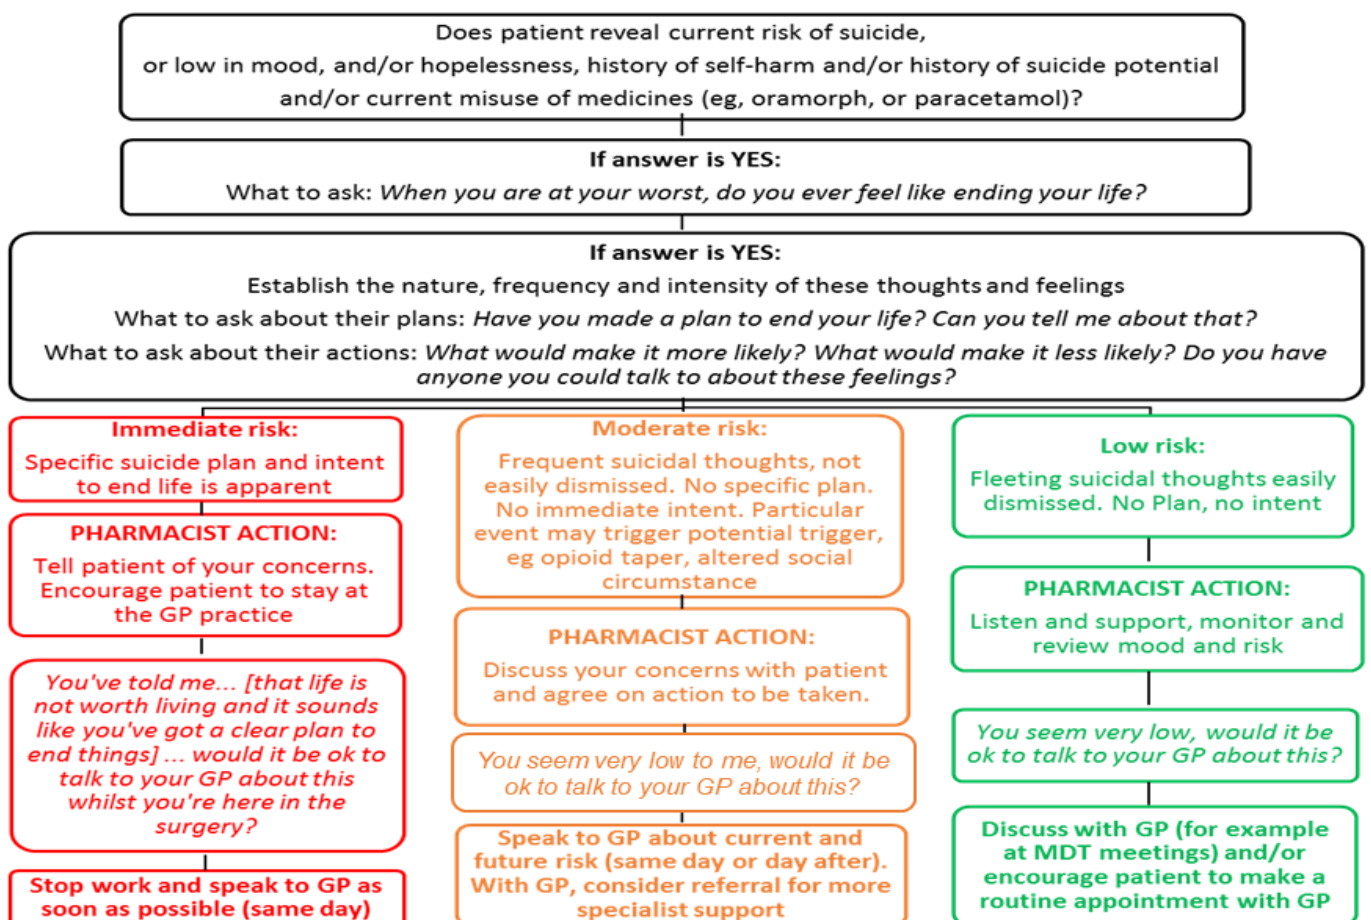 Does patient reveal current risk of suicide,
or low in mood, and/or hopelessness, history of self-harm and/or history of suicide potential
and/or current misuse of medicines (eg, oramorph, or paracetamol)?
If answer is YES:
What to ask: When you are at your worst, do you ever feel like ending your life?
If answer is YES:
Establish the nature, frequency and intensity of these thoughts and feelings
What to ask about their plans: Have you made a plan to end your life? Can you tell me about that?
What to ask about their actions: What would make it more likely? What would make it less likely? Do you have
anyone you could talk to about these feelings?
Immediate risk:
Specific suicide plan and intent
to end life is apparent
PHARMACIST ACTION:
Tell patient of your concerns.
Encourage patient to stay at
the GP practice
You've told me... [that life is
not worth living and it sounds
like you've got a clear plan to
end things] ... would it be ok to
talk to your GP about this
whilst you're here in the
surgery?
Stop work and speak to GP as
soon as possible (same day)
Moderate risk:
Frequent suicidal thoughts, not
easily dismissed. No specific plan.
No immediate intent. Particular
event may trigger potential trigger,
eg opioid taper, altered social
circumstance
PHARMACIST ACTION:
Discuss your concerns with patient
and agree on action to be taken.
You seem very low to me, would it be
ok to talk to your GP about this?
Speak to GP about current and
future risk (same day or day after).
With GP, consider referral for more
specialist support
Low risk:
Fleeting suicidal thoughts easily
dismissed. No Plan, no intent
PHARMACIST ACTION:
Listen and support, monitor and
review mood and risk
You seem very low, would it be
ok to talk to your GP about this?
Discuss with GP (for example
at MDT meetings) and/or
encourage patient to make a
routine appointment with GP